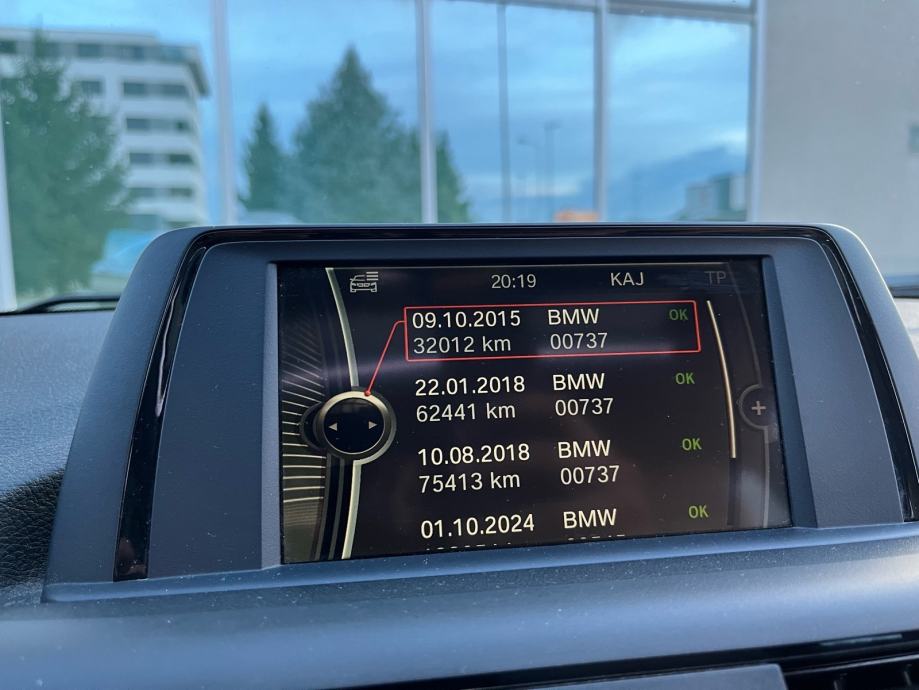 20:19 KAJ TP
09.10.2015 BMW OK
32012 km 00737
22.01.2018 BMW OK
62441 km 00737
10.08.2018 BMW OK
75413 km 00737
01.10.2024 BMW OK